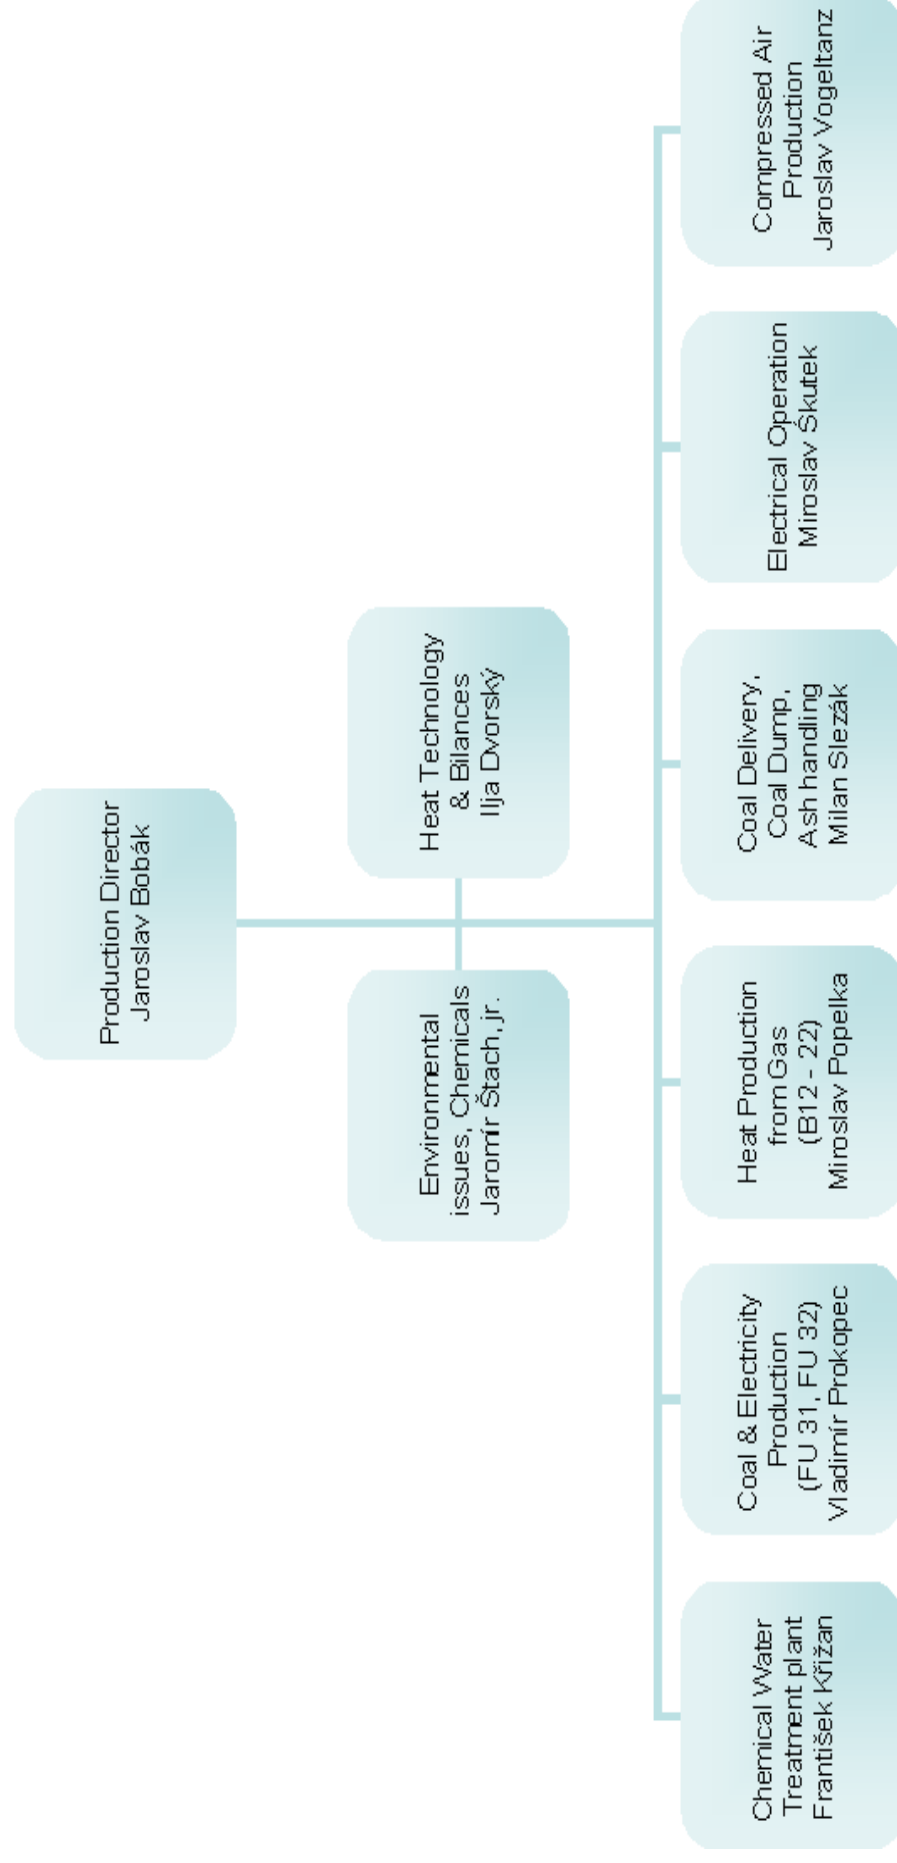 Production Director
Jaroslav Bobák
Environmental
issues, Chemicals
Jaromír Štach, jr.
Heat Technology
& Bilances
Ilja Dvorský
Chemical Water
Treatment plant
František Křižan
Coal & Electricity
Production
(FU 31, FU 32)
Vladimír Prokopec
Heat Production
from Gas
(B12 - 22)
Miroslav Popelka
Coal Delivery,
Coal Dump,
Ash handling
Milan Slezák
Electrical Operation
Miroslav Škutek
Compressed Air
Production
Jaroslav Vogeltanz